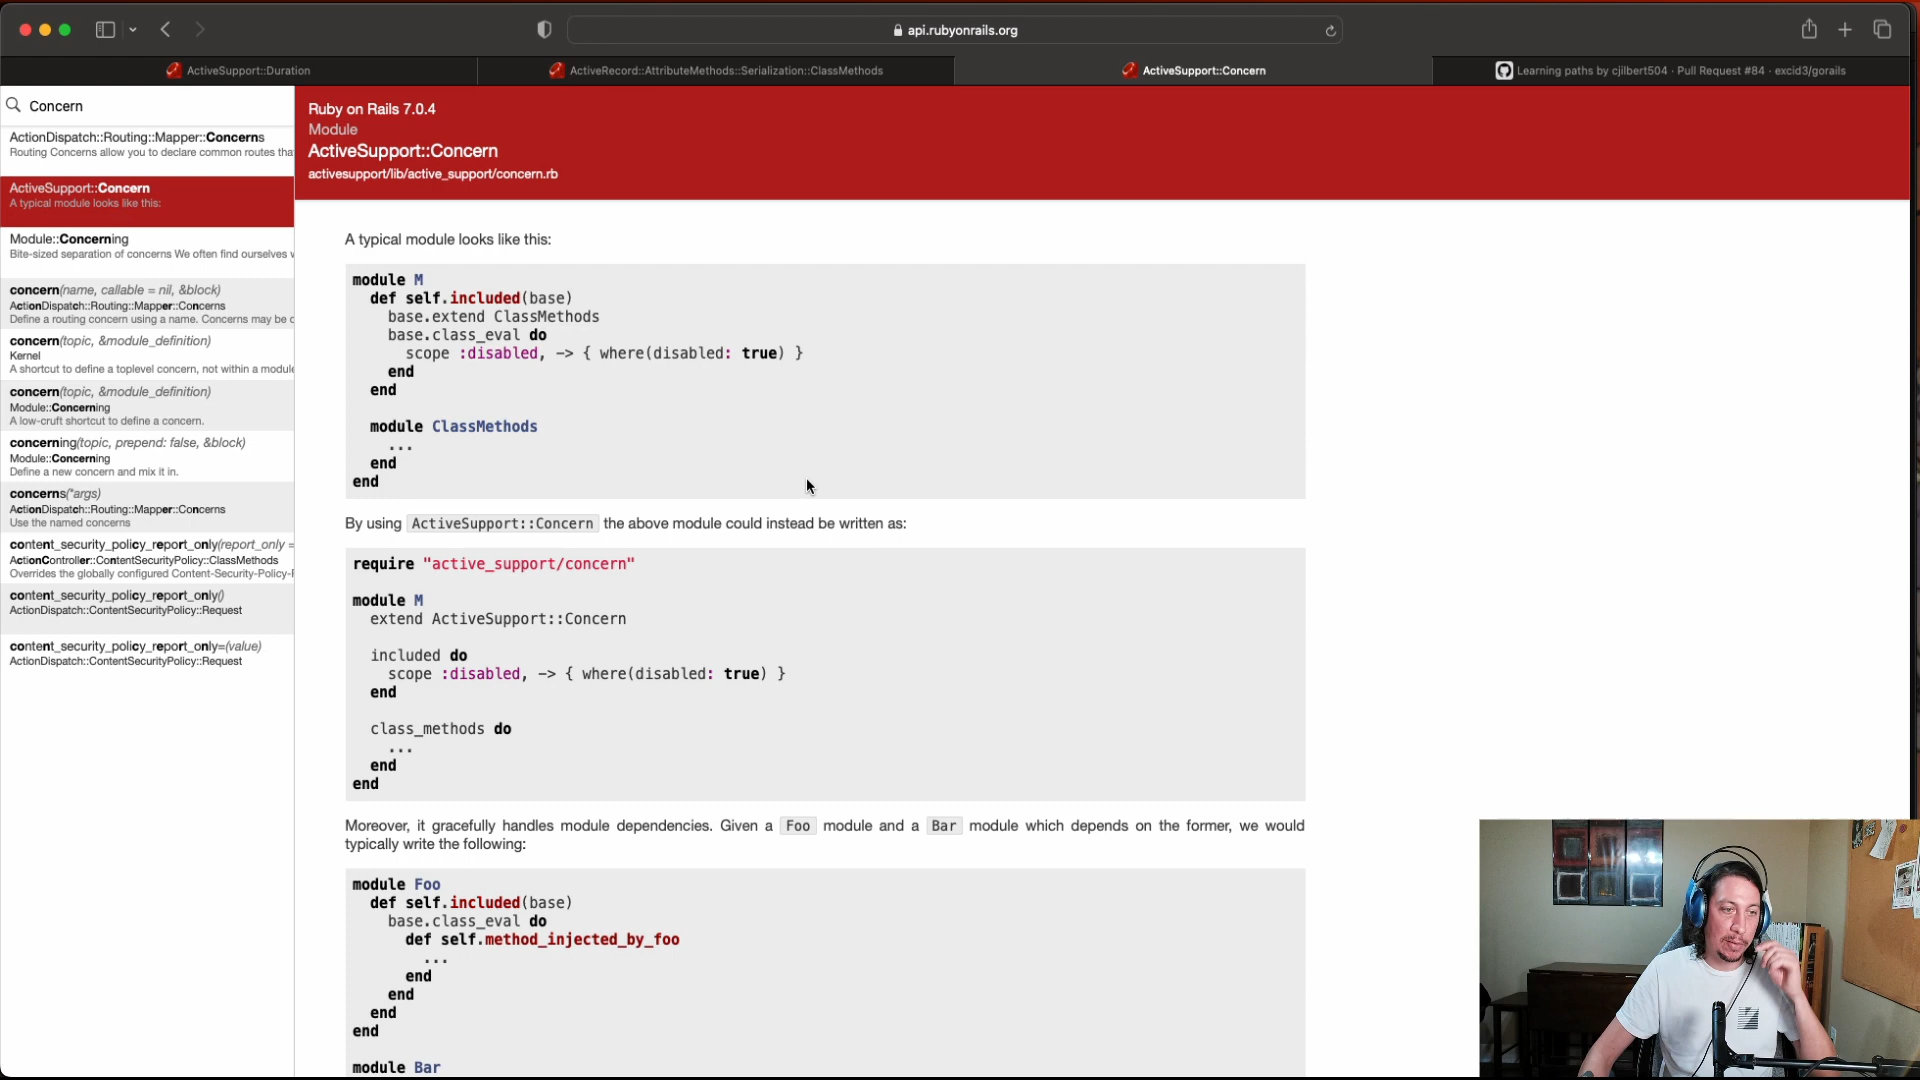 api.rubyonrails.org
ActiveSupport::Duration
ActiveRecord::AttributeMethods::Serialization::ClassMethods
ActiveSupport::Concern
Learning paths by cjilbert504 · Pull Request #84 · excid3/gorails
Concern
ActionDispatch::Routing::Mapper::Concerns
Routing Concerns allow you to declare common routes tha
ActiveSupport::Concern
A typical module looks like this:
Module::Concerning
Bite-sized separation of concerns We often find ourselves w
concern(name, callable = nil, &block)
ActionDispatch::Routing::Mapper::Concerns
Define a routing concern using a name. Concerns may be d
concern(topic, &module_definition)
Kernel
A shortcut to define a toplevel concern, not within a module
concern(topic, &module_definition)
Module::Concerning
A low-cruft shortcut to define a concern.
concerning(topic, prepend: false, &block)
Module::Concerning
Define a new concern and mix it in.
concerns(*args)
ActionDispatch::Routing::Mapper::Concerns
Use the named concerns
content_security_policy_report_only(report_only =
ActionController::ContentSecurityPolicy::ClassMethods
Overrides the globally configured Content-Security-Policy-R
content_security_policy_report_only()
ActionDispatch::ContentSecurityPolicy::Request
content_security_policy_report_only=(value)
ActionDispatch::ContentSecurityPolicy::Request
Ruby on Rails 7.0.4
Module
ActiveSupport::Concern
activesupport/lib/active_support/concern.rb
A typical module looks like this:
module M
  def self.included(base)
    base.extend ClassMethods
    base.class_eval do
      scope :disabled, -> { where(disabled: true) }
    end
  end
  module ClassMethods
    ...
  end
end
By using ActiveSupport::Concern the above module could instead be written as:
require "active_support/concern"
module M
  extend ActiveSupport::Concern
  included do
    scope :disabled, -> { where(disabled: true) }
  end
  class_methods do
    ...
  end
end
Moreover, it gracefully handles module dependencies. Given a Foo module and a Bar module which depends on the former, we would
typically write the following:
module Foo
  def self.included(base)
    base.class_eval do
      def self.method_injected_by_foo
        ...
      end
    end
  end
end
module Bar